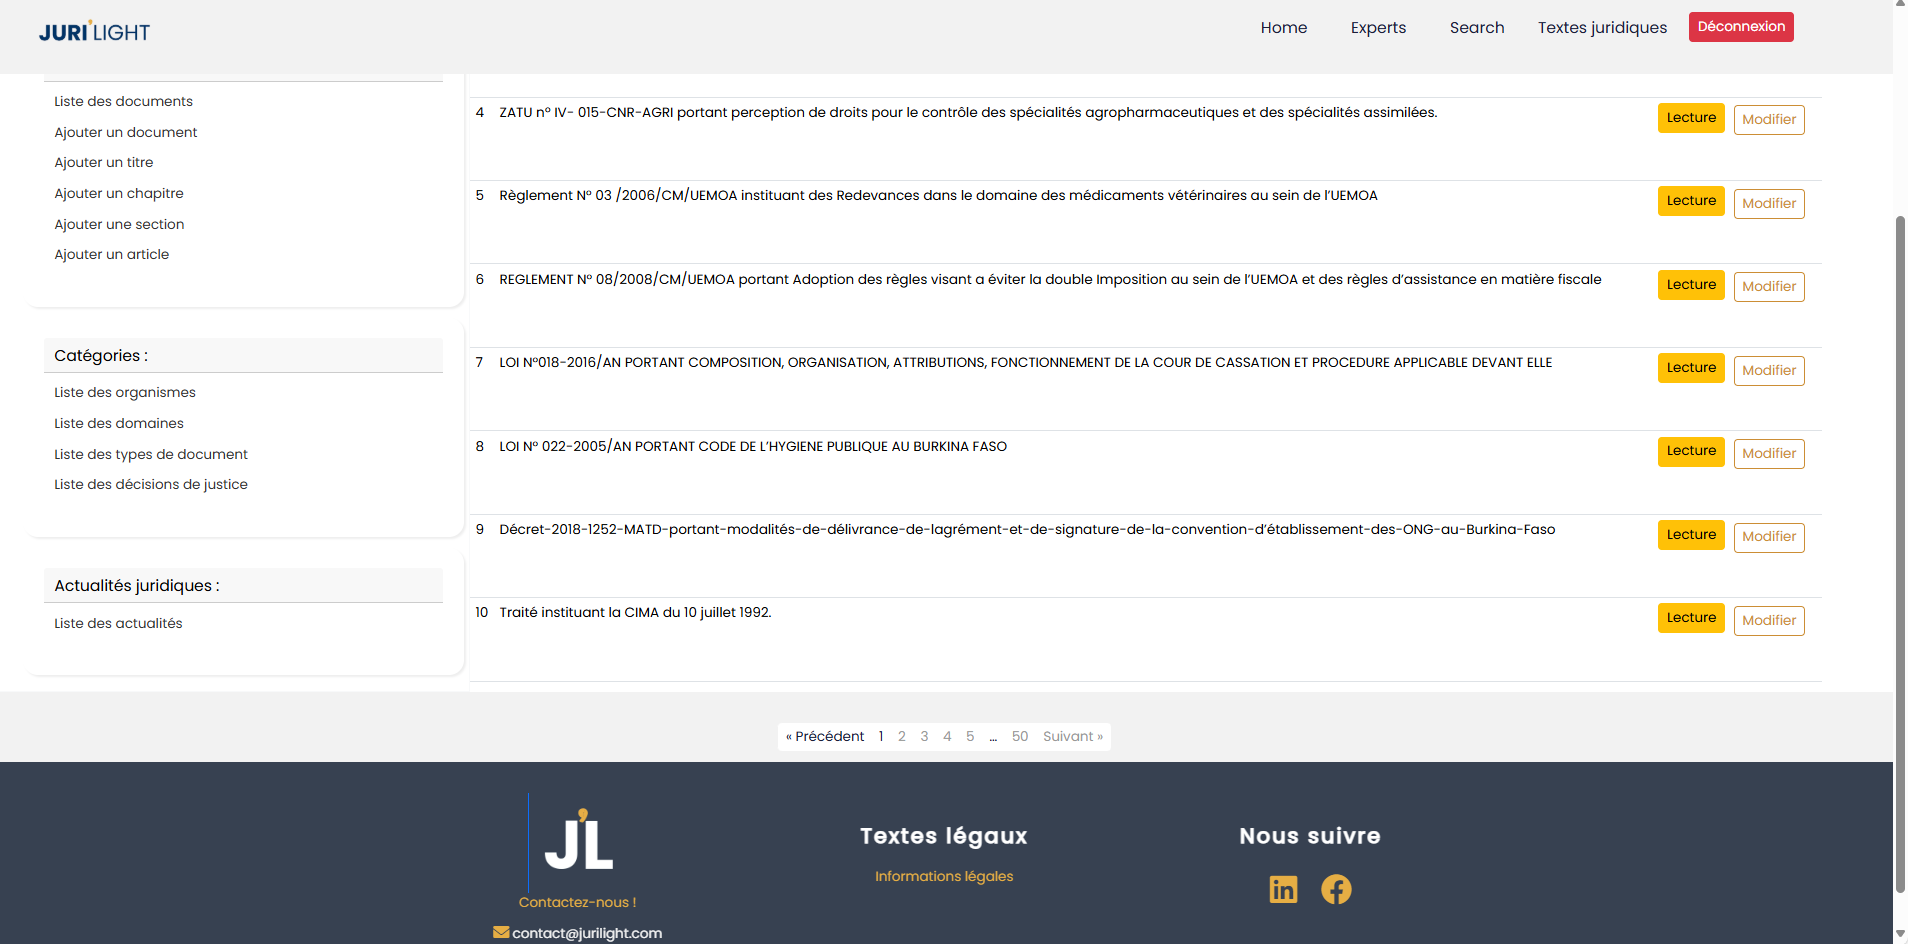 JURI'LIGHT
Home Experts Search Textes juridiques Déconnexion
Liste des documents
Ajouter un document
Ajouter un titre
Ajouter un chapitre
Ajouter une section
Ajouter un article
Catégories :
Liste des organismes
Liste des domaines
Liste des types de document
Liste des décisions de justice
Actualités juridiques :
Liste des actualités
4 ZATU n° IV- 015-CNR-AGRI portant perception de droits pour le contrôle des spécialités agropharmaceutiques et des spécialités assimilées. Lecture Modifier
5 Règlement N° 03 /2006/CM/UEMOA instituant des Redevances dans le domaine des médicaments vétérinaires au sein de l’UEMOA Lecture Modifier
6 REGLEMENT N° 08/2008/CM/UEMOA portant Adoption des règles visant a éviter la double Imposition au sein de l’UEMOA et des règles d’assistance en matière fiscale Lecture Modifier
7 LOI N°018-2016/AN PORTANT COMPOSITION, ORGANISATION, ATTRIBUTIONS, FONCTIONNEMENT DE LA COUR DE CASSATION ET PROCEDURE APPLICABLE DEVANT ELLE Lecture Modifier
8 LOI N° 022-2005/AN PORTANT CODE DE L’HYGIENE PUBLIQUE AU BURKINA FASO Lecture Modifier
9 Décret-2018-1252-MATD-portant-modalités-de-délivrance-de-lagrément-et-de-signature-de-la-convention-d’établissement-des-ONG-au-Burkina-Faso Lecture Modifier
10 Traité instituant la CIMA du 10 juillet 1992. Lecture Modifier
« Précédent 1 2 3 4 5 ... 50 Suivant »
J'L
Contactez-nous !
contact@jurilight.com
Textes légaux
Informations légales
Nous suivre
in f